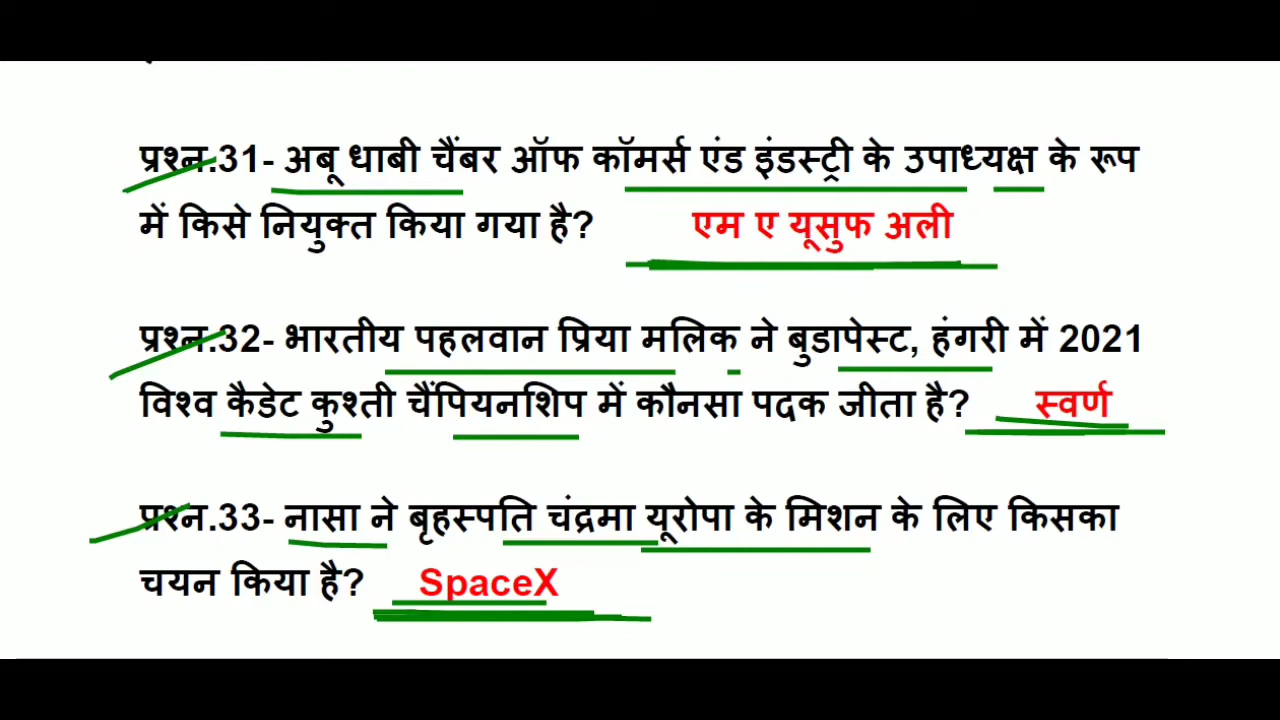 प्रश्न.31- अबू धाबी चैंबर ऑफ कॉमर्स एंड इंडस्ट्री के उपाध्यक्ष के रूप
में किसे नियुक्त किया गया है? एम ए यूसुफ अली
प्रश्न.32- भारतीय पहलवान प्रिया मलिक ने बुडापेस्ट, हंगरी में 2021
विश्व कैडेट कुश्ती चैंपियनशिप में कौनसा पदक जीता है? स्वर्ण
प्रश्न.33- नासा ने बृहस्पति चंद्रमा यूरोपा के मिशन के लिए किसका
चयन किया है? SpaceX